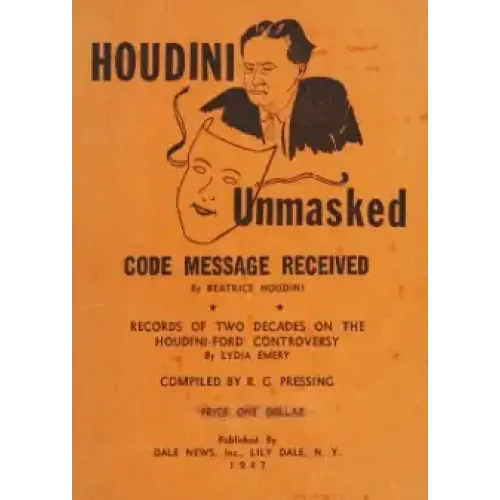 HOUDINI
Unmasked
CODE MESSAGE RECEIVED
By BEATRICE HOUDINI
RECORDS OF TWO DECADES ON THE
HOUDINI-FORD CONTROVERSY
By LYDIA EMERY
COMPILED BY R. G. PRESSING
PRICE ONE DOLLAR
Published By
DALE NEWS, Inc., LILY DALE, N. Y.
1947